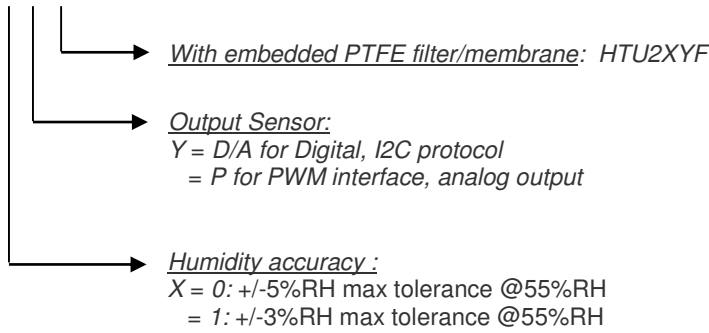 With embedded PTFE filter/membrane: HTU2XYF
Output Sensor:
Y = D/A for Digital, I2C protocol
= P for PWM interface, analog output
Humidity accuracy :
X = 0: +/-5%RH max tolerance @55%RH
= 1: +/-3%RH max tolerance @55%RH